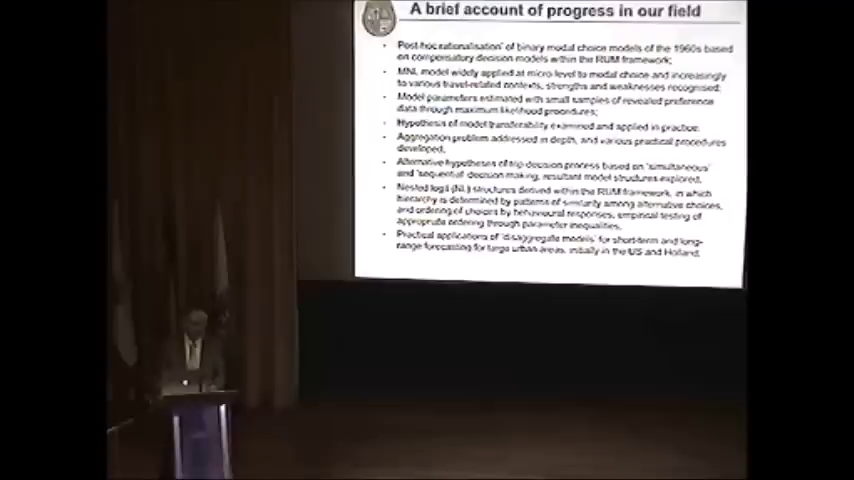 A brief account of progress in our field
• 'Post-hoc rationalisation' of binary modal choice models of the 1960s based
on compensatory decision models within the RUM framework;
• MNL model widely applied at micro-level to modal choice and increasingly
to various travel-related contexts, strengths and weaknesses recognised;
• Model parameters estimated with small samples of revealed preference
data through maximum likelihood procedures;
• Hypothesis of model transferability examined and applied in practice.
• Aggregation problem addressed in depth, and various practical procedures
developed.
• Alternative hypotheses of trip decision process based on 'simultaneous'
and 'sequential' decision making, resultant model structures explored.
• Nested logit (NL) structures derived within the RUM framework, in which
hierarchy is determined by patterns of similarity among alternative choices,
and ordering of choices by behavioural responses, empirical testing of
appropriate ordering through parameter inequalities.
• Practical applications of 'disaggregate models' for short-term and long-
range forecasting for large urban areas, initially in the US and Holland.